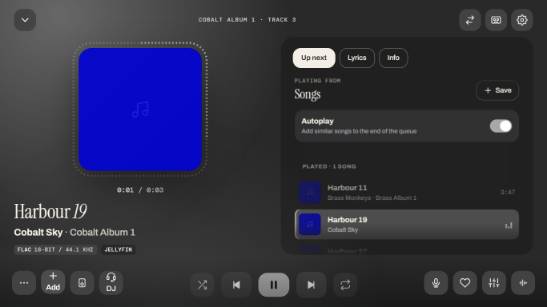 COBALT ALBUM 1 · TRACK 3
0:01 / 0:03
Harbour 19
Cobalt Sky · Cobalt Album 1
FLAC 16-BIT / 44.1 KHZ
JELLYFIN
Add
DJ
Up next
Lyrics
Info
PLAYING FROM
Songs
Save
Autoplay
Add similar songs to the end of the queue
PLAYED · 1 SONG
Harbour 11
Brass Monkeys · Brass Album 1
3:47
Harbour 19
Cobalt Sky